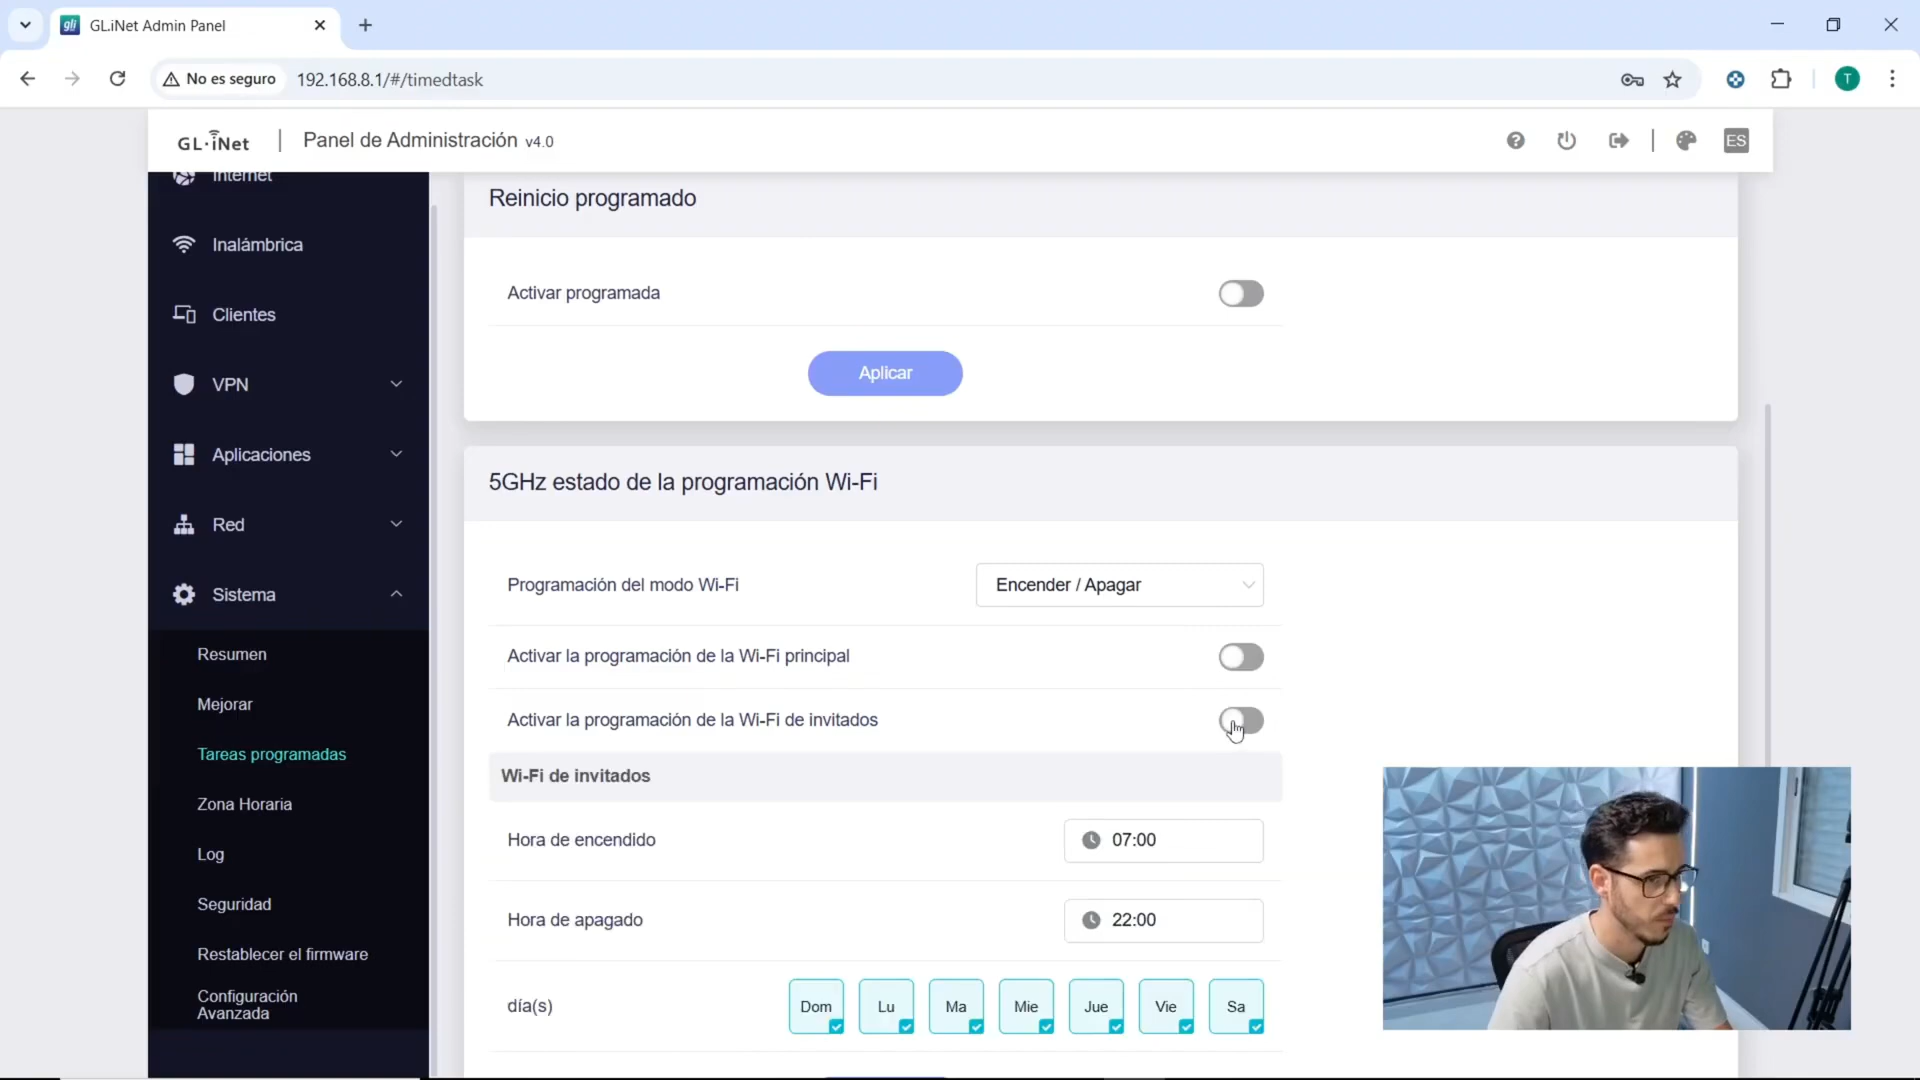 GL.iNet Admin Panel
No es seguro
192.168.8.1/#/timedtask
T
GL·iNet
Panel de Administración v4.0
ES
Internet
Inalámbrica
Clientes
VPN
Aplicaciones
Red
Sistema
Resumen
Mejorar
Tareas programadas
Zona Horaria
Log
Seguridad
Restablecer el firmware
Configuración
Avanzada
Reinicio programado
Activar programada
Aplicar
5GHz estado de la programación Wi-Fi
Programación del modo Wi-Fi
Encender / Apagar
Activar la programación de la Wi-Fi principal
Activar la programación de la Wi-Fi de invitados
Wi-Fi de invitados
Hora de encendido
07:00
Hora de apagado
22:00
día(s)
Dom Lu Ma Mie Jue Vie Sa